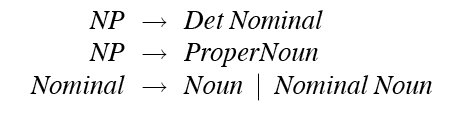 NP → Det Nominal
NP → ProperNoun
Nominal → Noun | Nominal Noun